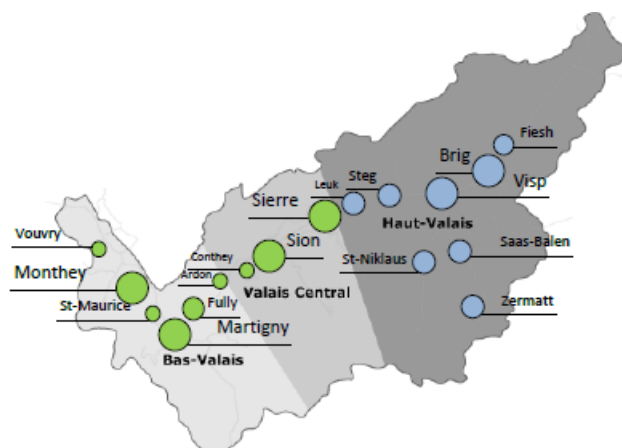 Fiesh
Brig
Visp
Steg
Leuk
Sierre
Haut-Valais
Vouvry
Sion
Saas-Balen
Conthey
St-Niklaus
Monthey
Ardon
Valais Central
St-Maurice
Fully
Zermatt
Martigny
Bas-Valais